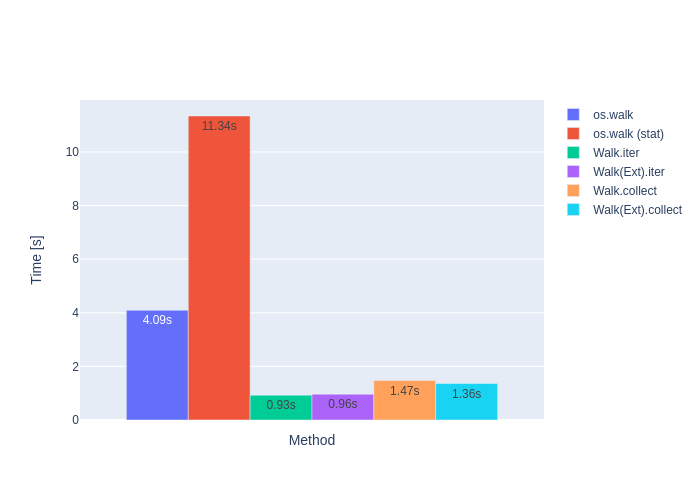 Time [s]
10
8
6
4
2
0
4.09s
11.34s
0.93s
0.96s
1.47s
1.36s
Method
os.walk
os.walk (stat)
Walk.iter
Walk(Ext).iter
Walk.collect
Walk(Ext).collect